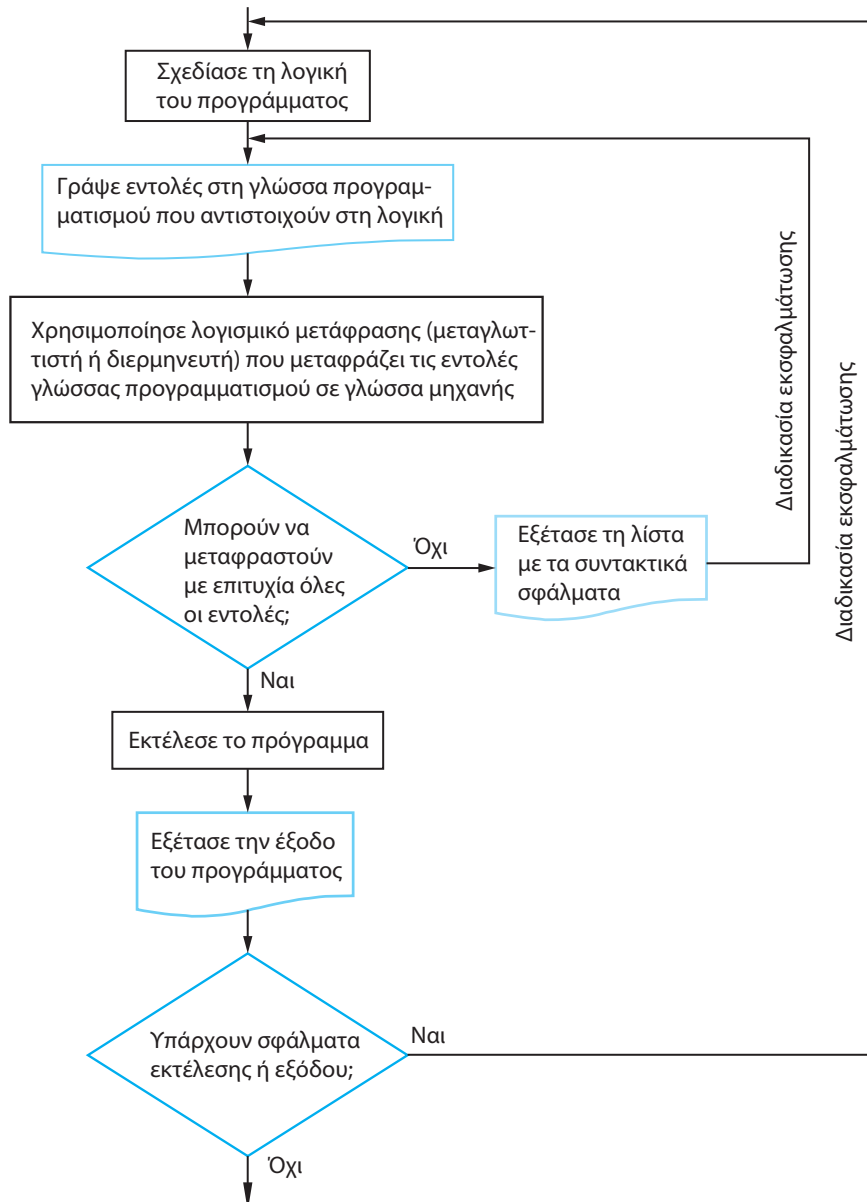 Σχεδίασε τη λογική
του προγράμματος
Γράψε εντολές στη γλώσσα προγραμ-
ματισμού που αντιστοιχούν στη λογική
Χρησιμοποίησε λογισμικό μετάφρασης (μεταγλωτ-
τιστή ή διερμηνευτή) που μεταφράζει τις εντολές
γλώσσας προγραμματισμού σε γλώσσα μηχανής
Μπορούν να
μεταφραστούν
με επιτυχία όλες
οι εντολές;
Όχι
Εξέτασε τη λίστα
με τα συντακτικά
σφάλματα
Διαδικασία εκσφαλμάτωσης
Διαδικασία εκσφαλμάτωσης
Ναι
Εκτέλεσε το πρόγραμμα
Εξέτασε την έξοδο
του προγράμματος
Υπάρχουν σφάλματα
εκτέλεσης ή εξόδου;
Ναι
Όχι